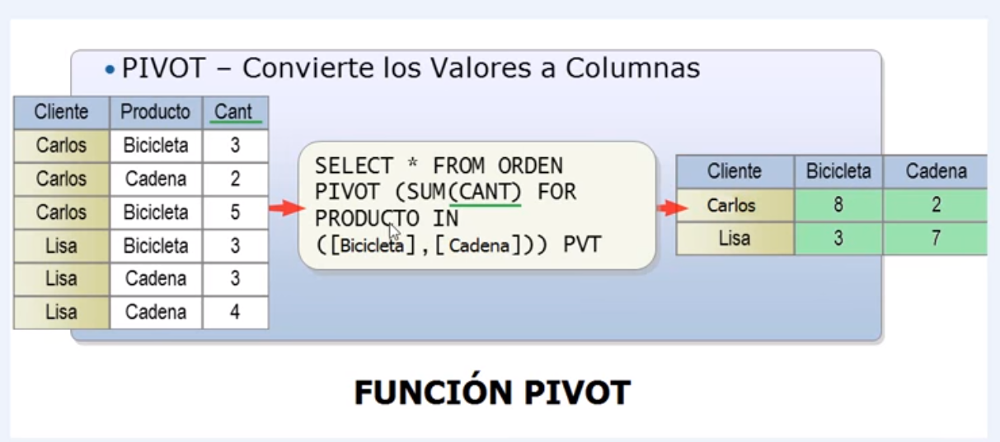 • PIVOT – Convierte los Valores a Columnas
Cliente Producto Cant
Carlos Bicicleta 3
Carlos Cadena 2
Carlos Bicicleta 5
Lisa Bicicleta 3
Lisa Cadena 3
Lisa Cadena 4
SELECT * FROM ORDEN
PIVOT (SUM(CANT) FOR
PRODUCTO IN
([Bicicleta],[Cadena])) PVT
Cliente Bicicleta Cadena
Carlos 8 2
Lisa 3 7
FUNCIÓN PIVOT